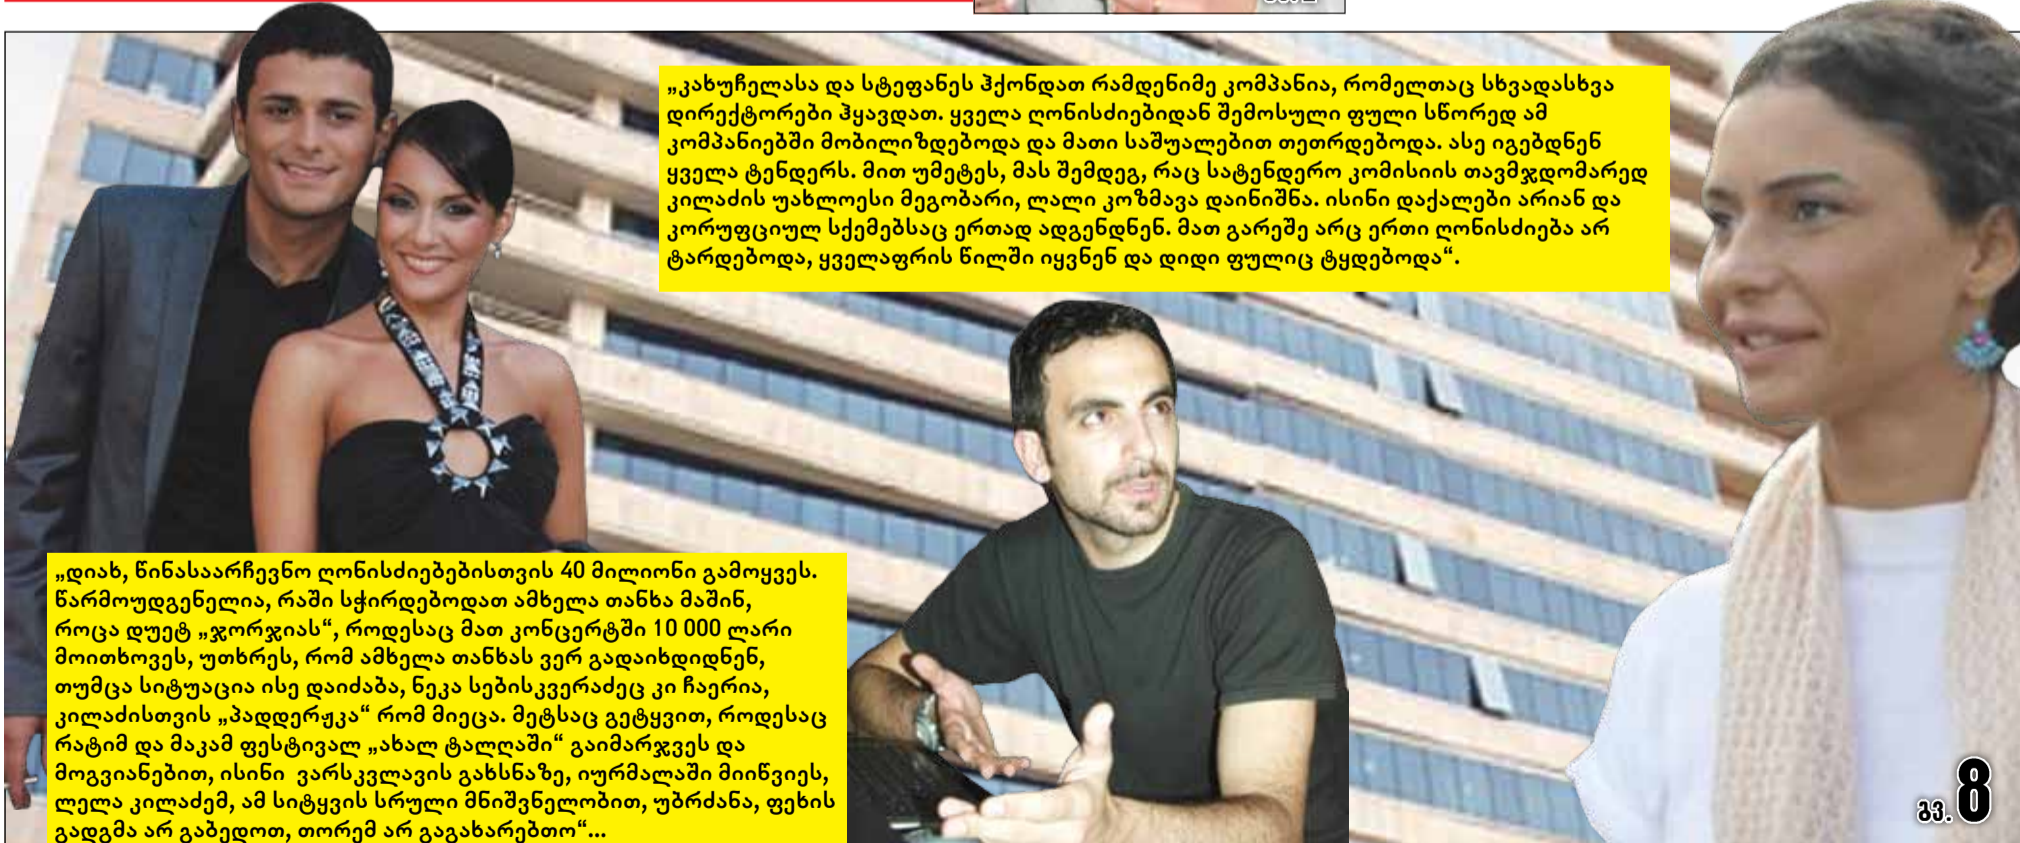 „კახუჩელასა და სტეფანეს ჰქონდათ რამდენიმე კომპანია, რომელთაც სხვადასხვა
დირექტორები ჰყავდათ. ყველა ღონისძიებიდან შემოსული ფული სწორედ ამ
კომპანიებში მობილიზდებოდა და მათი საშუალებით თეთრდებოდა. ასე იგებდნენ
ყველა ტენდერს. მით უმეტეს, მას შემდეგ, რაც სატენდერო კომისიის თავმჯდომარედ
კილაძის უახლოესი მეგობარი, ლალი კოზმავა დაინიშნა. ისინი დაქალები არიან და
კორუფციულ სქემებსაც ერთად ადგენდნენ. მათ გარეშე არც ერთი ღონისძიება არ
ტარდებოდა, ყველაფრის წილში იყვნენ და დიდი ფულიც ტყდებოდა“.
„დიახ, წინასაარჩევნო ღონისძიებებისთვის 40 მილიონი გამოყვეს.
წარმოუდგენელია, რაში სჭირდებოდათ ამხელა თანხა მაშინ,
როცა დუეტ „ჯორჯიას“, როდესაც მათ კონცერტში 10 000 ლარი
მოითხოვეს, უთხრეს, რომ ამხელა თანხას ვერ გადაიხდიდნენ,
თუმცა სიტუაცია ისე დაიძაბა, ნეკა სებისკვერაძეც კი ჩაერია,
კილაძისთვის „პადდერჟკა“ რომ მიეცა. მეტსაც გეტყვით, როდესაც
რატიმ და მაკამ ფესტივალ „ახალ ტალღაში“ გაიმარჯვეს და
მოგვიანებით, ისინი ვარსკვლავის გახსნაზე, იურმალაში მიიწვიეს,
ლელა კილაძემ, ამ სიტყვის სრული მნიშვნელობით, უბრძანა, ფეხის
გადგმა არ გაბედოთ, თორემ არ გაგახარებთო“...
გვ. 8